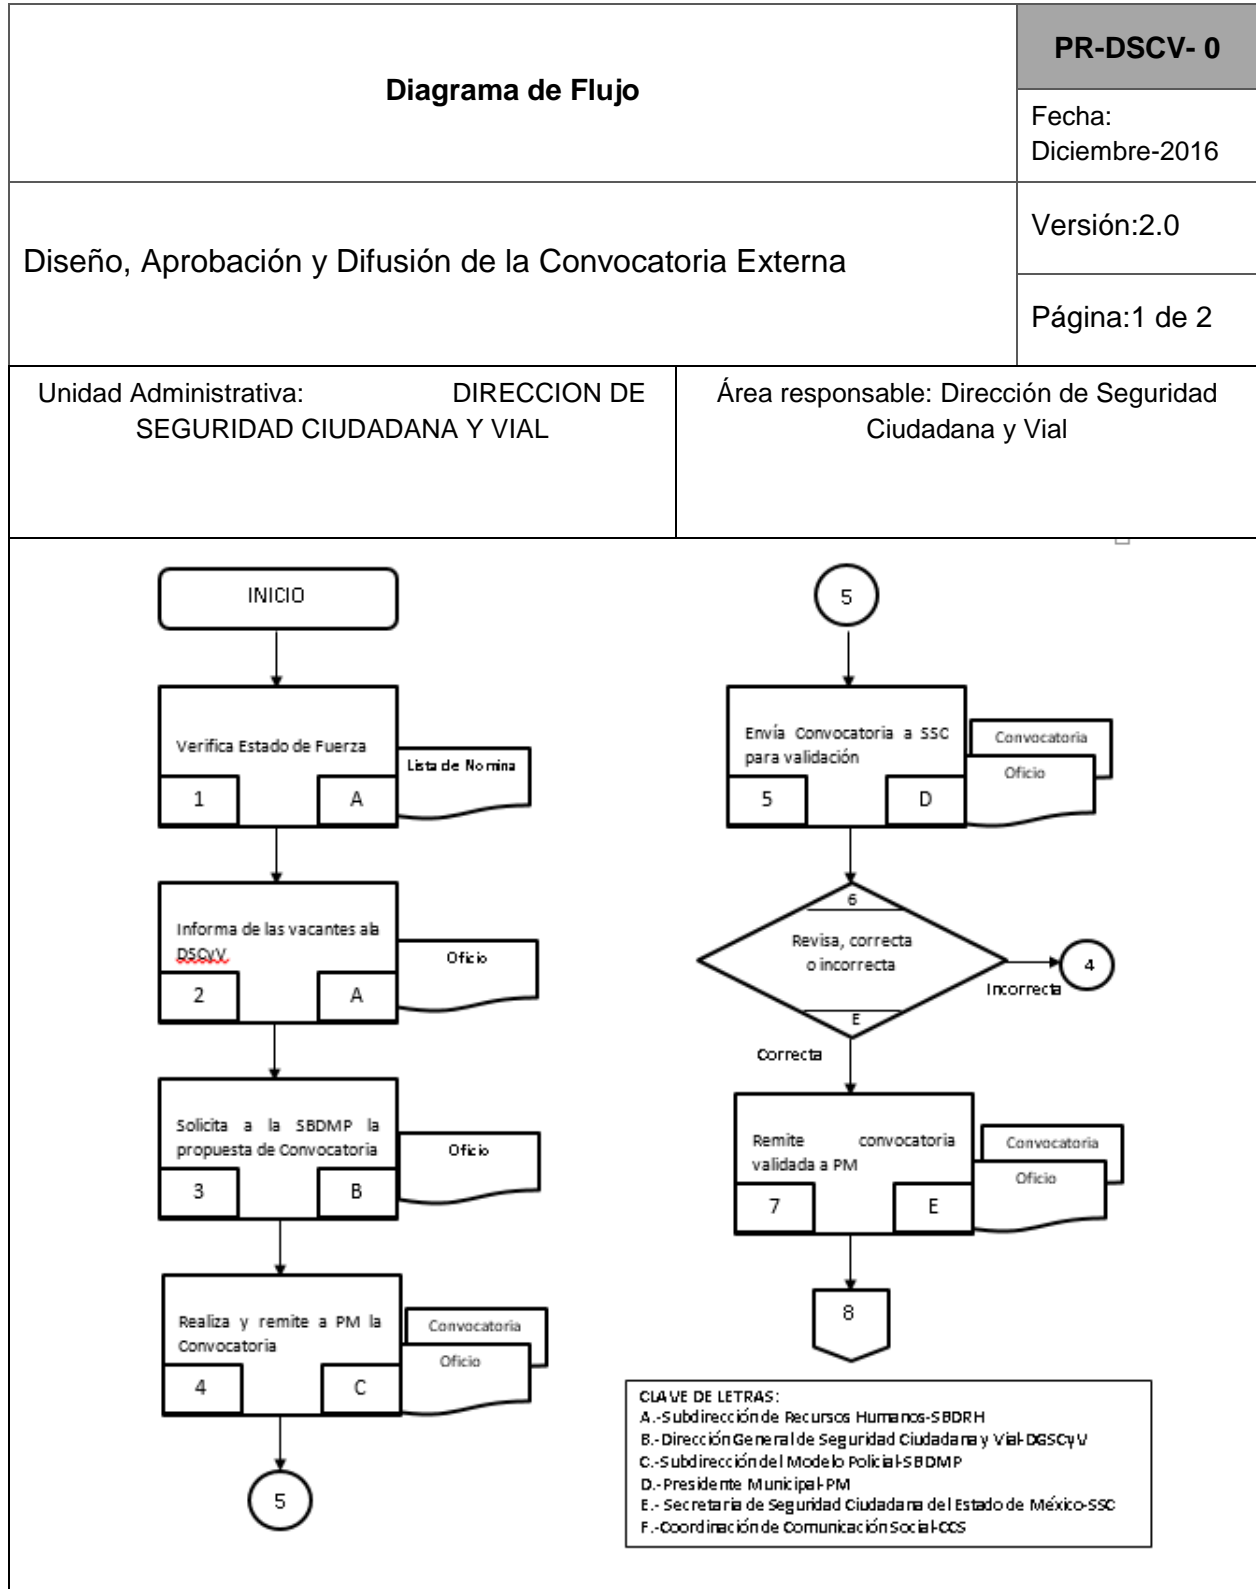 Diagrama de Flujo
PR-DSCV- 0
Fecha:
Diciembre-2016
Diseño, Aprobación y Difusión de la Convocatoria Externa
Versión:2.0
Página:1 de 2
Unidad Administrativa: DIRECCION DE
SEGURIDAD CIUDADANA Y VIAL
Área responsable: Dirección de Seguridad
Ciudadana y Vial
INICIO
Verifica Estado de Fuerza
1 A
Lista de Nomina
Informa de las vacantes a la
DSCyV.
2 A
Oficio
Solicita a la SBDMP la
propuesta de Convocatoria
3 B
Oficio
Realiza y remite a PM la
Convocatoria
4 C
Convocatoria
Oficio
5
5
Envía Convocatoria a SSC
para validación
5 D
Convocatoria
Oficio
6
Revisa, correcta
o incorrecta
E
Incorrecta
4
Correcta
Remite convocatoria
validada a PM
7 E
Convocatoria
Oficio
8
CLAVE DE LETRAS:
A.-Subdirección de Recursos Humanos-SBDRH
B.-Dirección General de Seguridad Ciudadana y Vial-DGSCyV
C.-Subdirección del Modelo Policial-SBDMP
D.-Presidente Municipal-PM
E.- Secretaria de Seguridad Ciudadana del Estado de México-SSC
F.-Coordinación de Comunicación Social-CCS